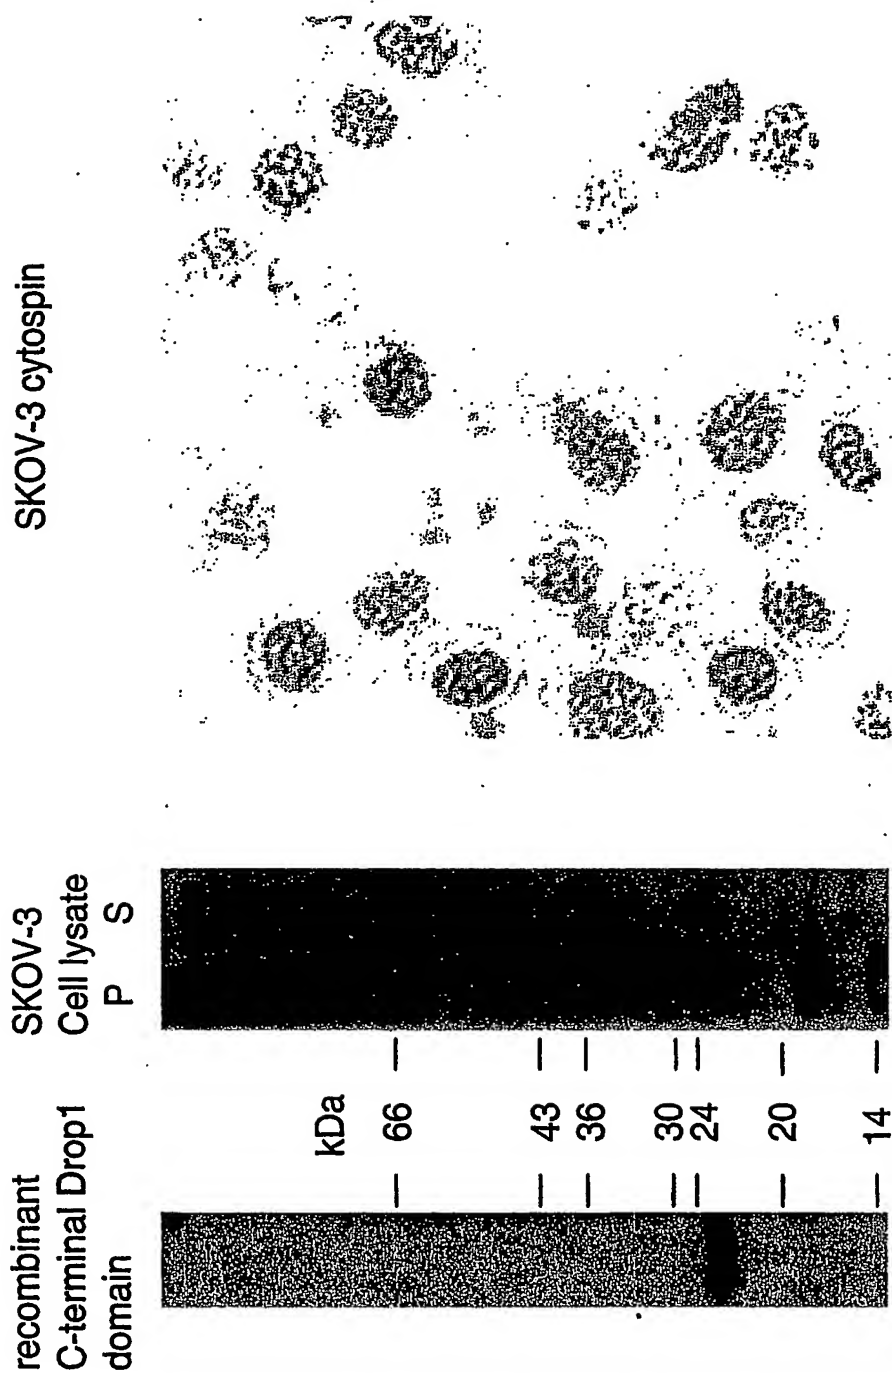 recombinant
C-terminal Drop1
domain
kDa
66
43
36
30
24
20
14
SKOV-3
Cell lysate
P S
SKOV-3 cytospin